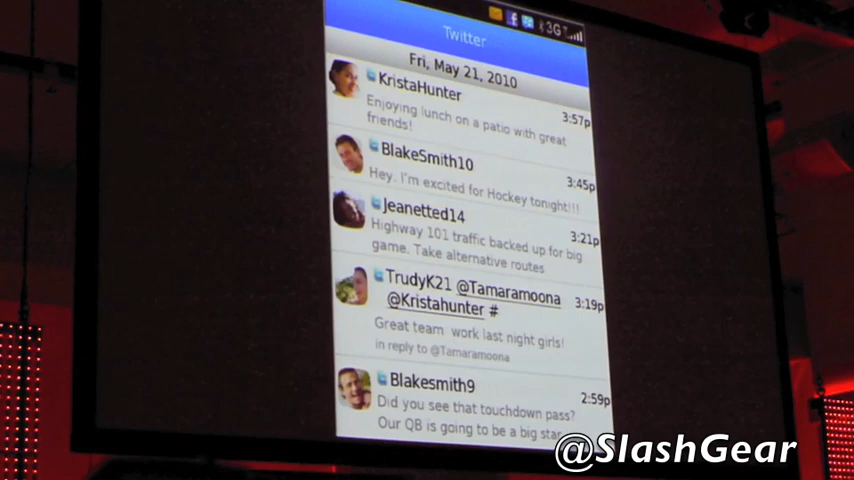 3G
Twitter
Fri, May 21, 2010
KristaHunter
3:57p
Enjoying lunch on a patio with great
friends!
BlakeSmith10
3:45p
Hey. I'm excited for Hockey tonight!!!
Jeanetted14
3:21p
Highway 101 traffic backed up for big
game. Take alternative routes.
TrudyK21 @Tamaramoona
3:19p
@Kristahunter #
Great team work last night girls!
in reply to @Tamaramoona
Blakesmith9
2:59p
Did you see that touchdown pass?
Our QB is going to be a big star
@SlashGear